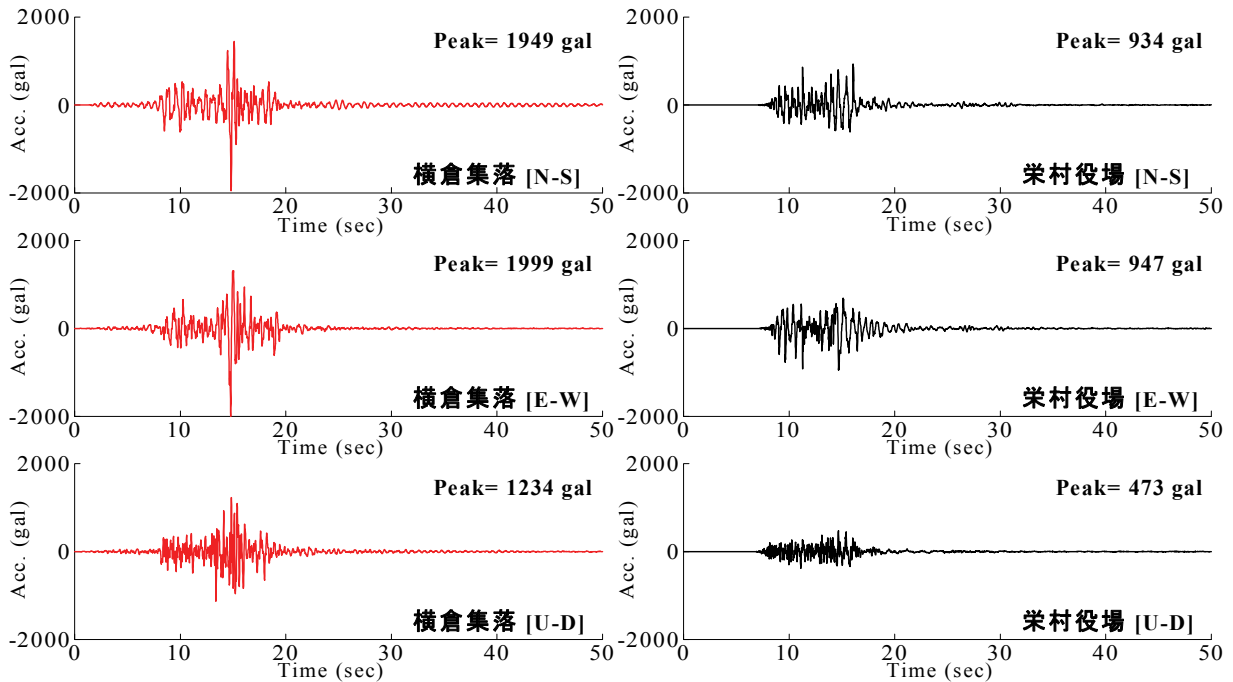 2000
Peak= 1949 gal
Acc. (gal)
0
横倉集落 [N-S]
-2000
0 10 20 30 40 50
Time (sec)
2000
Peak= 934 gal
Acc. (gal)
0
栄村役場 [N-S]
-2000
0 10 20 30 40 50
Time (sec)
2000
Peak= 1999 gal
Acc. (gal)
0
横倉集落 [E-W]
-2000
0 10 20 30 40 50
Time (sec)
2000
Peak= 947 gal
Acc. (gal)
0
栄村役場 [E-W]
-2000
0 10 20 30 40 50
Time (sec)
2000
Peak= 1234 gal
Acc. (gal)
0
横倉集落 [U-D]
-2000
0 10 20 30 40 50
Time (sec)
2000
Peak= 473 gal
Acc. (gal)
0
栄村役場 [U-D]
-2000
0 10 20 30 40 50
Time (sec)